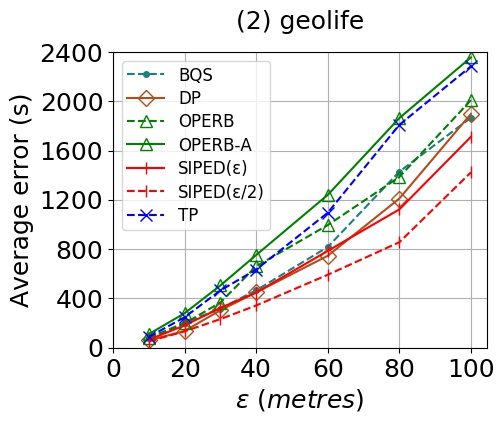 (2) geolife
Average error (s)
2400
2000
1600
1200
800
400
0
BQS
DP
OPERB
OPERB-A
SIPED(ε)
SIPED(ε/2)
TP
0 20 40 60 80 100
ε (metres)